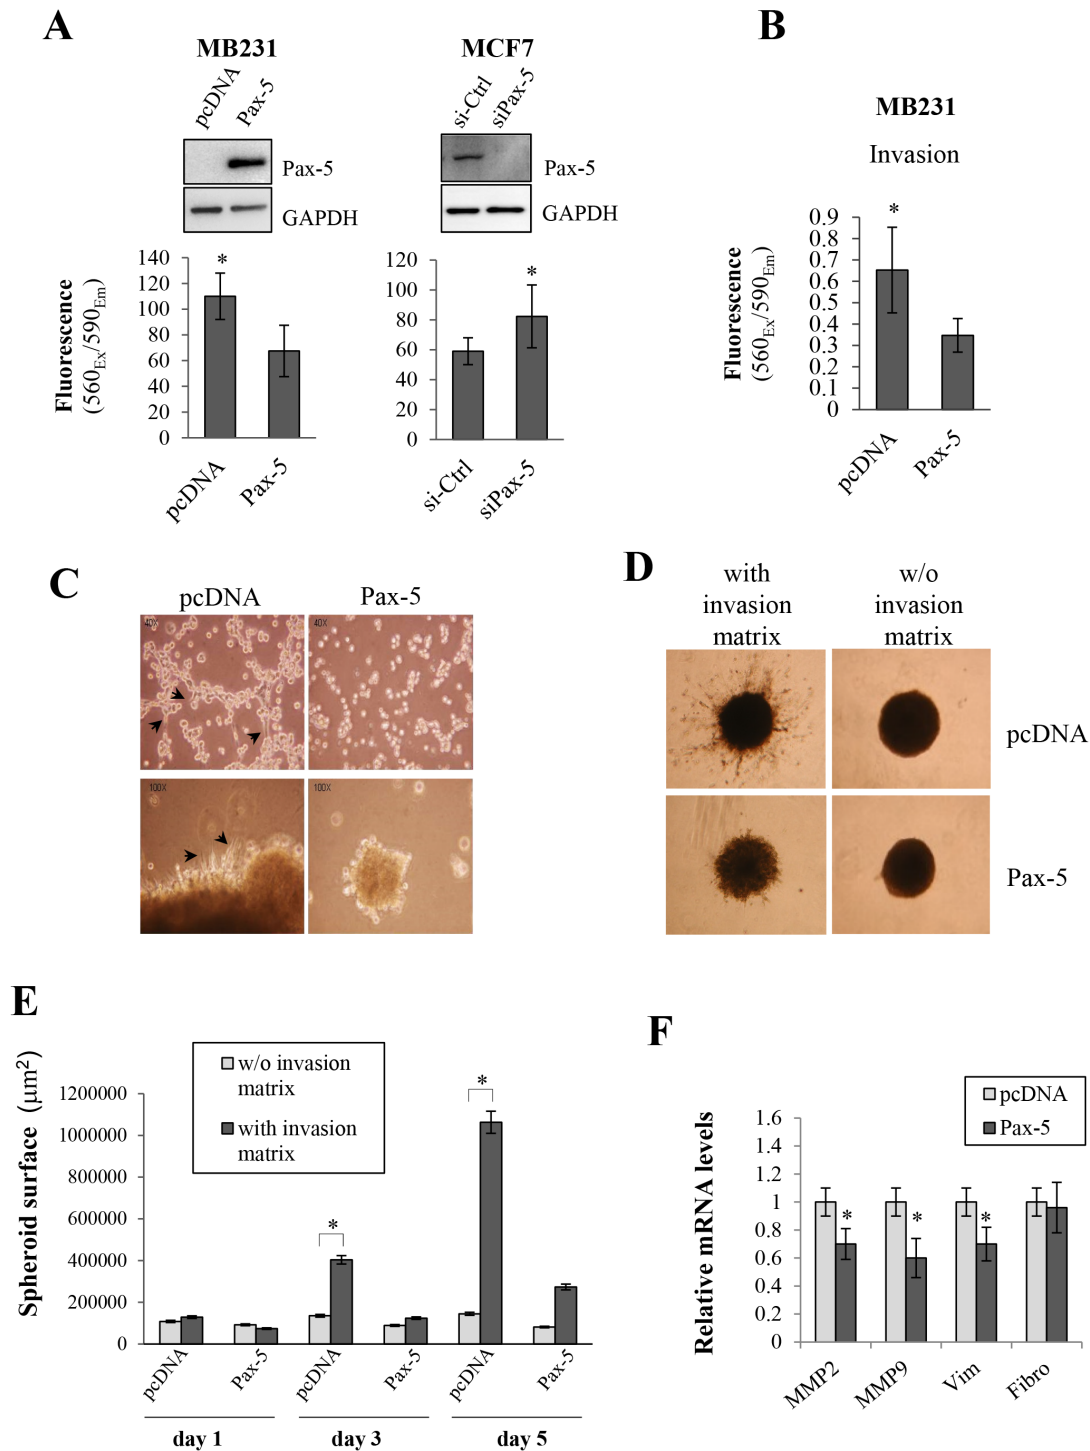 A
MB231
pcDNA
Pax-5
Pax-5
GAPDH
Fluorescence
(560Ex/590Em)
140
120
100
80
60
40
20
0
*
pcDNA
Pax-5
MCF7
si-Ctrl
siPax-5
Pax-5
GAPDH
120
100
80
60
40
20
0
*
si-Ctrl
siPax-5
B
MB231
Invasion
Fluorescence
(560Ex/590Em)
0.9
0.8
0.7
0.6
0.5
0.4
0.3
0.2
0.1
0
*
pcDNA
Pax-5
C
pcDNA
Pax-5
40X
40X
100X
100X
D
with
invasion
matrix
w/o
invasion
matrix
pcDNA
Pax-5
E
w/o invasion
matrix
with invasion
matrix
Spheroid surface (µm²)
1200000
1000000
800000
600000
400000
200000
0
*
*
pcDNA
Pax-5
pcDNA
Pax-5
pcDNA
Pax-5
day 1
day 3
day 5
F
pcDNA
Pax-5
Relative mRNA levels
1.6
1.4
1.2
1
0.8
0.6
0.4
0.2
0
*
*
*
MMP2
MMP9
Vim
Fibro